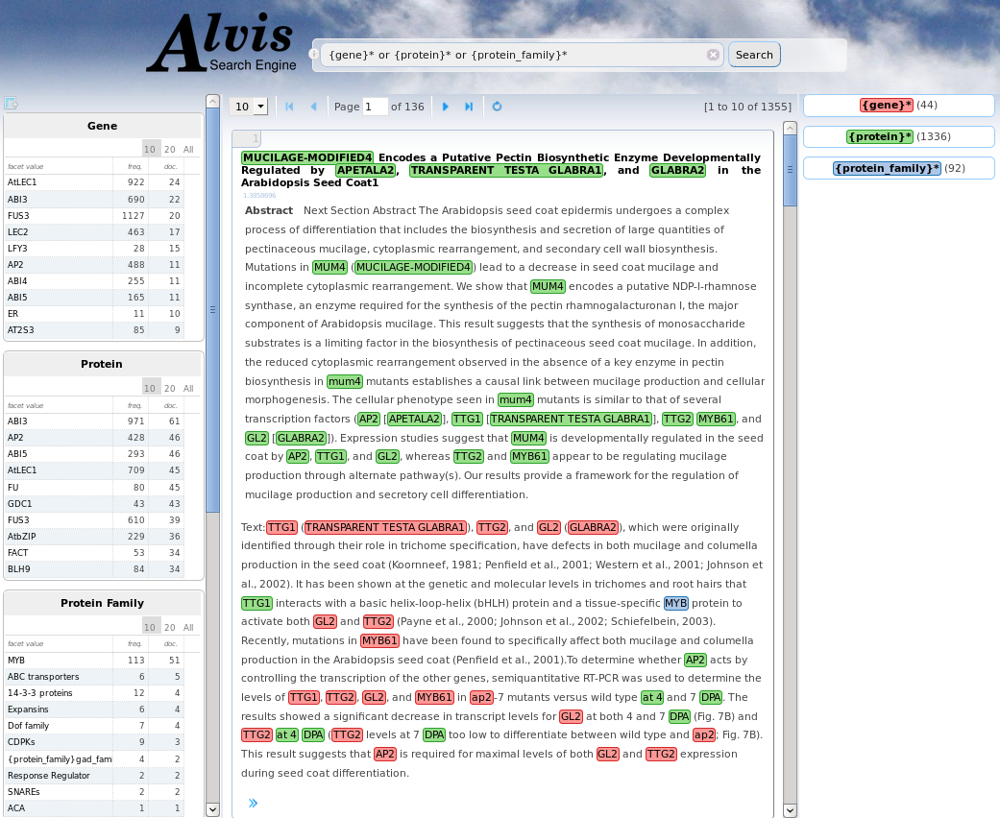 Alvis
Search Engine
{gene}* or {protein}* or {protein_family}*
Search
Gene
10 20 All
facet value freq. doc.
AtLEC1 922 24
ABI3 690 22
FUS3 1127 20
LEC2 463 17
LFY3 28 15
AP2 488 11
ABI4 255 11
ABI5 165 11
ER 11 10
AT2S3 85 9
Protein
10 20 All
facet value freq. doc.
ABI3 971 61
AP2 428 46
ABI5 293 46
AtLEC1 709 45
FU 80 45
GDC1 43 43
FUS3 610 39
AtbZIP 229 36
FACT 53 34
BLH9 84 34
Protein Family
10 20 All
facet value freq. doc.
MYB 113 51
ABC transporters 6 5
14-3-3 proteins 12 4
Expansins 6 4
Dof family 7 4
CDPKs 9 3
{protein_family}gad_fam 4 2
Response Regulator 2 2
SNAREs 2 2
ACA 1 1
10 Page 1 of 136 [1 to 10 of 1355]
1
MUCILAGE-MODIFIED4 Encodes a Putative Pectin Biosynthetic Enzyme Developmentally
Regulated by APETALA2, TRANSPARENT TESTA GLABRA1, and GLABRA2 in the
Arabidopsis Seed Coat1
1.3858696
Abstract Next Section Abstract The Arabidopsis seed coat epidermis undergoes a complex
process of differentiation that includes the biosynthesis and secretion of large quantities of
pectinaceous mucilage, cytoplasmic rearrangement, and secondary cell wall biosynthesis.
Mutations in MUM4 (MUCILAGE-MODIFIED4) lead to a decrease in seed coat mucilage and
incomplete cytoplasmic rearrangement. We show that MUM4 encodes a putative NDP-l-rhamnose
synthase, an enzyme required for the synthesis of the pectin rhamnogalacturonan I, the major
component of Arabidopsis mucilage. This result suggests that the synthesis of monosaccharide
substrates is a limiting factor in the biosynthesis of pectinaceous seed coat mucilage. In addition,
the reduced cytoplasmic rearrangement observed in the absence of a key enzyme in pectin
biosynthesis in mum4 mutants establishes a causal link between mucilage production and cellular
morphogenesis. The cellular phenotype seen in mum4 mutants is similar to that of several
transcription factors (AP2 [APETALA2], TTG1 [TRANSPARENT TESTA GLABRA1], TTG2 MYB61, and
GL2 [GLABRA2]). Expression studies suggest that MUM4 is developmentally regulated in the seed
coat by AP2, TTG1, and GL2, whereas TTG2 and MYB61 appear to be regulating mucilage
production through alternate pathway(s). Our results provide a framework for the regulation of
mucilage production and secretory cell differentiation.
Text:TTG1 (TRANSPARENT TESTA GLABRA1), TTG2, and GL2 (GLABRA2), which were originally
identified through their role in trichome specification, have defects in both mucilage and columella
production in the seed coat (Koornneef, 1981; Penfield et al., 2001; Western et al., 2001; Johnson et
al., 2002). It has been shown at the genetic and molecular levels in trichomes and root hairs that
TTG1 interacts with a basic helix-loop-helix (bHLH) protein and a tissue-specific MYB protein to
activate both GL2 and TTG2 (Payne et al., 2000; Johnson et al., 2002; Schiefelbein, 2003).
Recently, mutations in MYB61 have been found to specifically affect both mucilage and columella
production in the Arabidopsis seed coat (Penfield et al., 2001).To determine whether AP2 acts by
controlling the transcription of the other genes, semiquantitative RT-PCR was used to determine the
levels of TTG1, TTG2, GL2, and MYB61 in ap2-7 mutants versus wild type at 4 and 7 DPA. The
results showed a significant decrease in transcript levels for GL2 at both 4 and 7 DPA (Fig. 7B) and
TTG2 at 4 DPA (TTG2 levels at 7 DPA too low to differentiate between wild type and ap2; Fig. 7B).
This result suggests that AP2 is required for maximal levels of both GL2 and TTG2 expression
during seed coat differentiation.
{gene}* (44)
{protein}* (1336)
{protein_family}* (92)